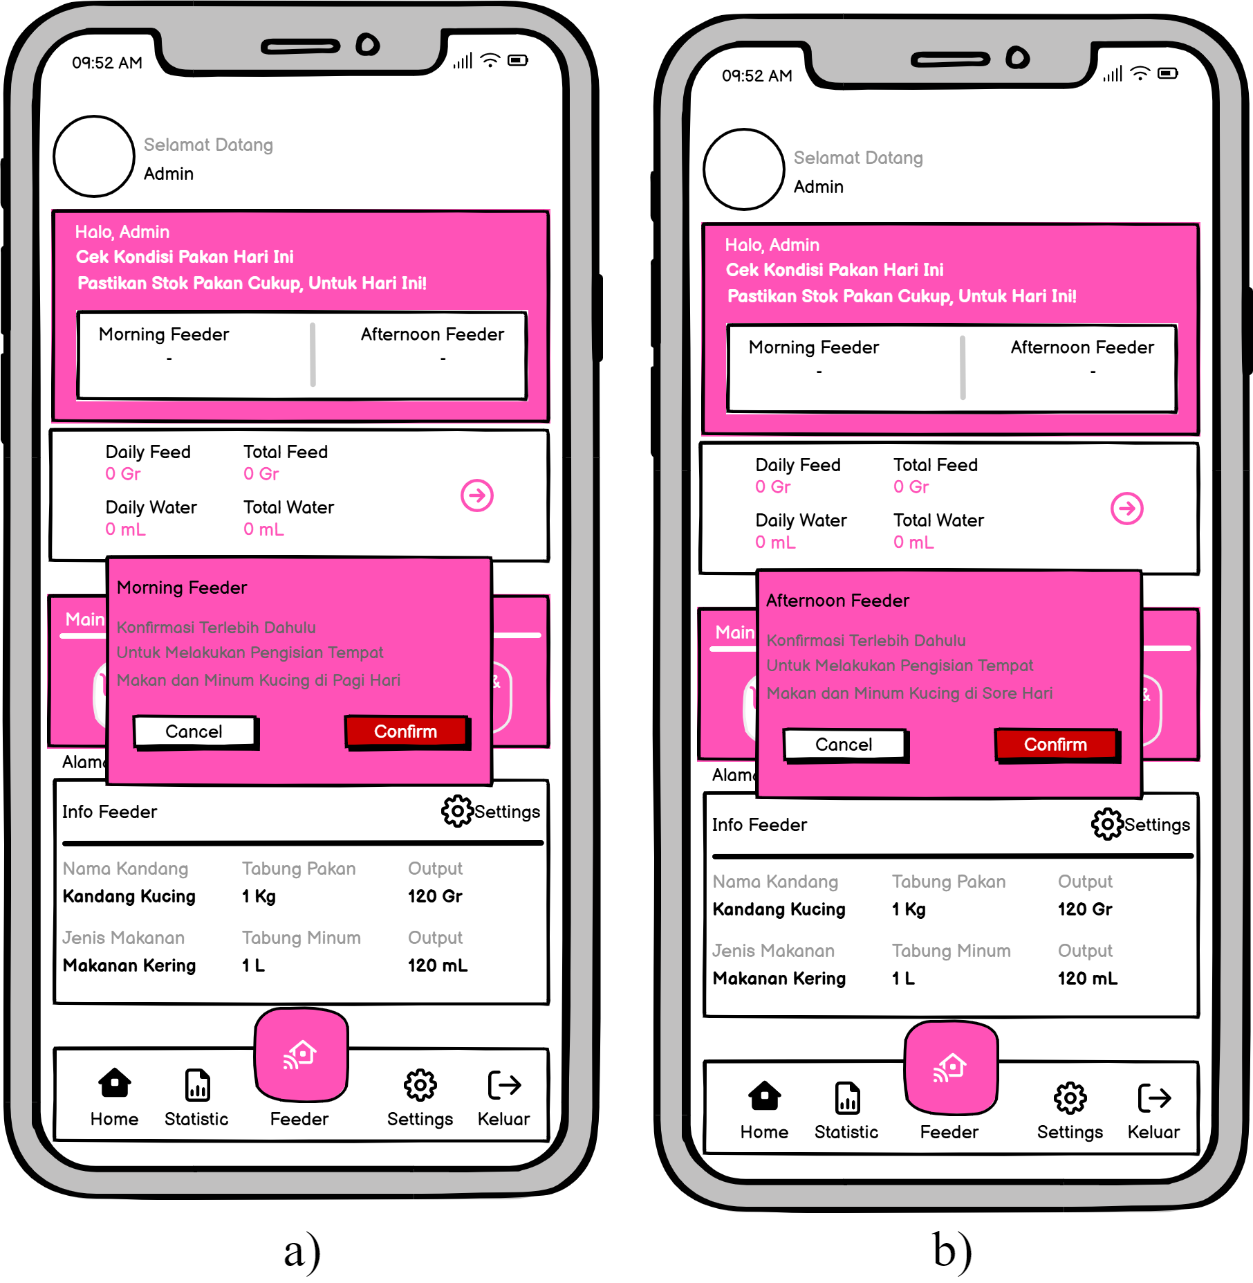 09:52 AM
Selamat Datang
Admin
Halo, Admin
Cek Kondisi Pakan Hari Ini
Pastikan Stok Pakan Cukup, Untuk Hari Ini!
Morning Feeder Afternoon Feeder
- -
Daily Feed Total Feed
0 Gr 0 Gr
Daily Water Total Water
0 mL 0 mL
Morning Feeder
Main
Konfirmasi Terlebih Dahulu
Untuk Melakukan Pengisian Tempat
Makan dan Minum Kucing di Pagi Hari
&
Cancel Confirm
Info Feeder Settings
Nama Kandang Tabung Pakan Output
Kandang Kucing 1 Kg 120 Gr
Jenis Makanan Tabung Minum Output
Makanan Kering 1 L 120 mL
Home Statistic Feeder Settings Keluar
a)
09:52 AM
Selamat Datang
Admin
Halo, Admin
Cek Kondisi Pakan Hari Ini
Pastikan Stok Pakan Cukup, Untuk Hari Ini!
Morning Feeder Afternoon Feeder
- -
Daily Feed Total Feed
0 Gr 0 Gr
Daily Water Total Water
0 mL 0 mL
Afternoon Feeder
Main
Konfirmasi Terlebih Dahulu
Untuk Melakukan Pengisian Tempat
Makan dan Minum Kucing di Sore Hari
&
Cancel Confirm
Info Feeder Settings
Nama Kandang Tabung Pakan Output
Kandang Kucing 1 Kg 120 Gr
Jenis Makanan Tabung Minum Output
Makanan Kering 1 L 120 mL
Home Statistic Feeder Settings Keluar
b)